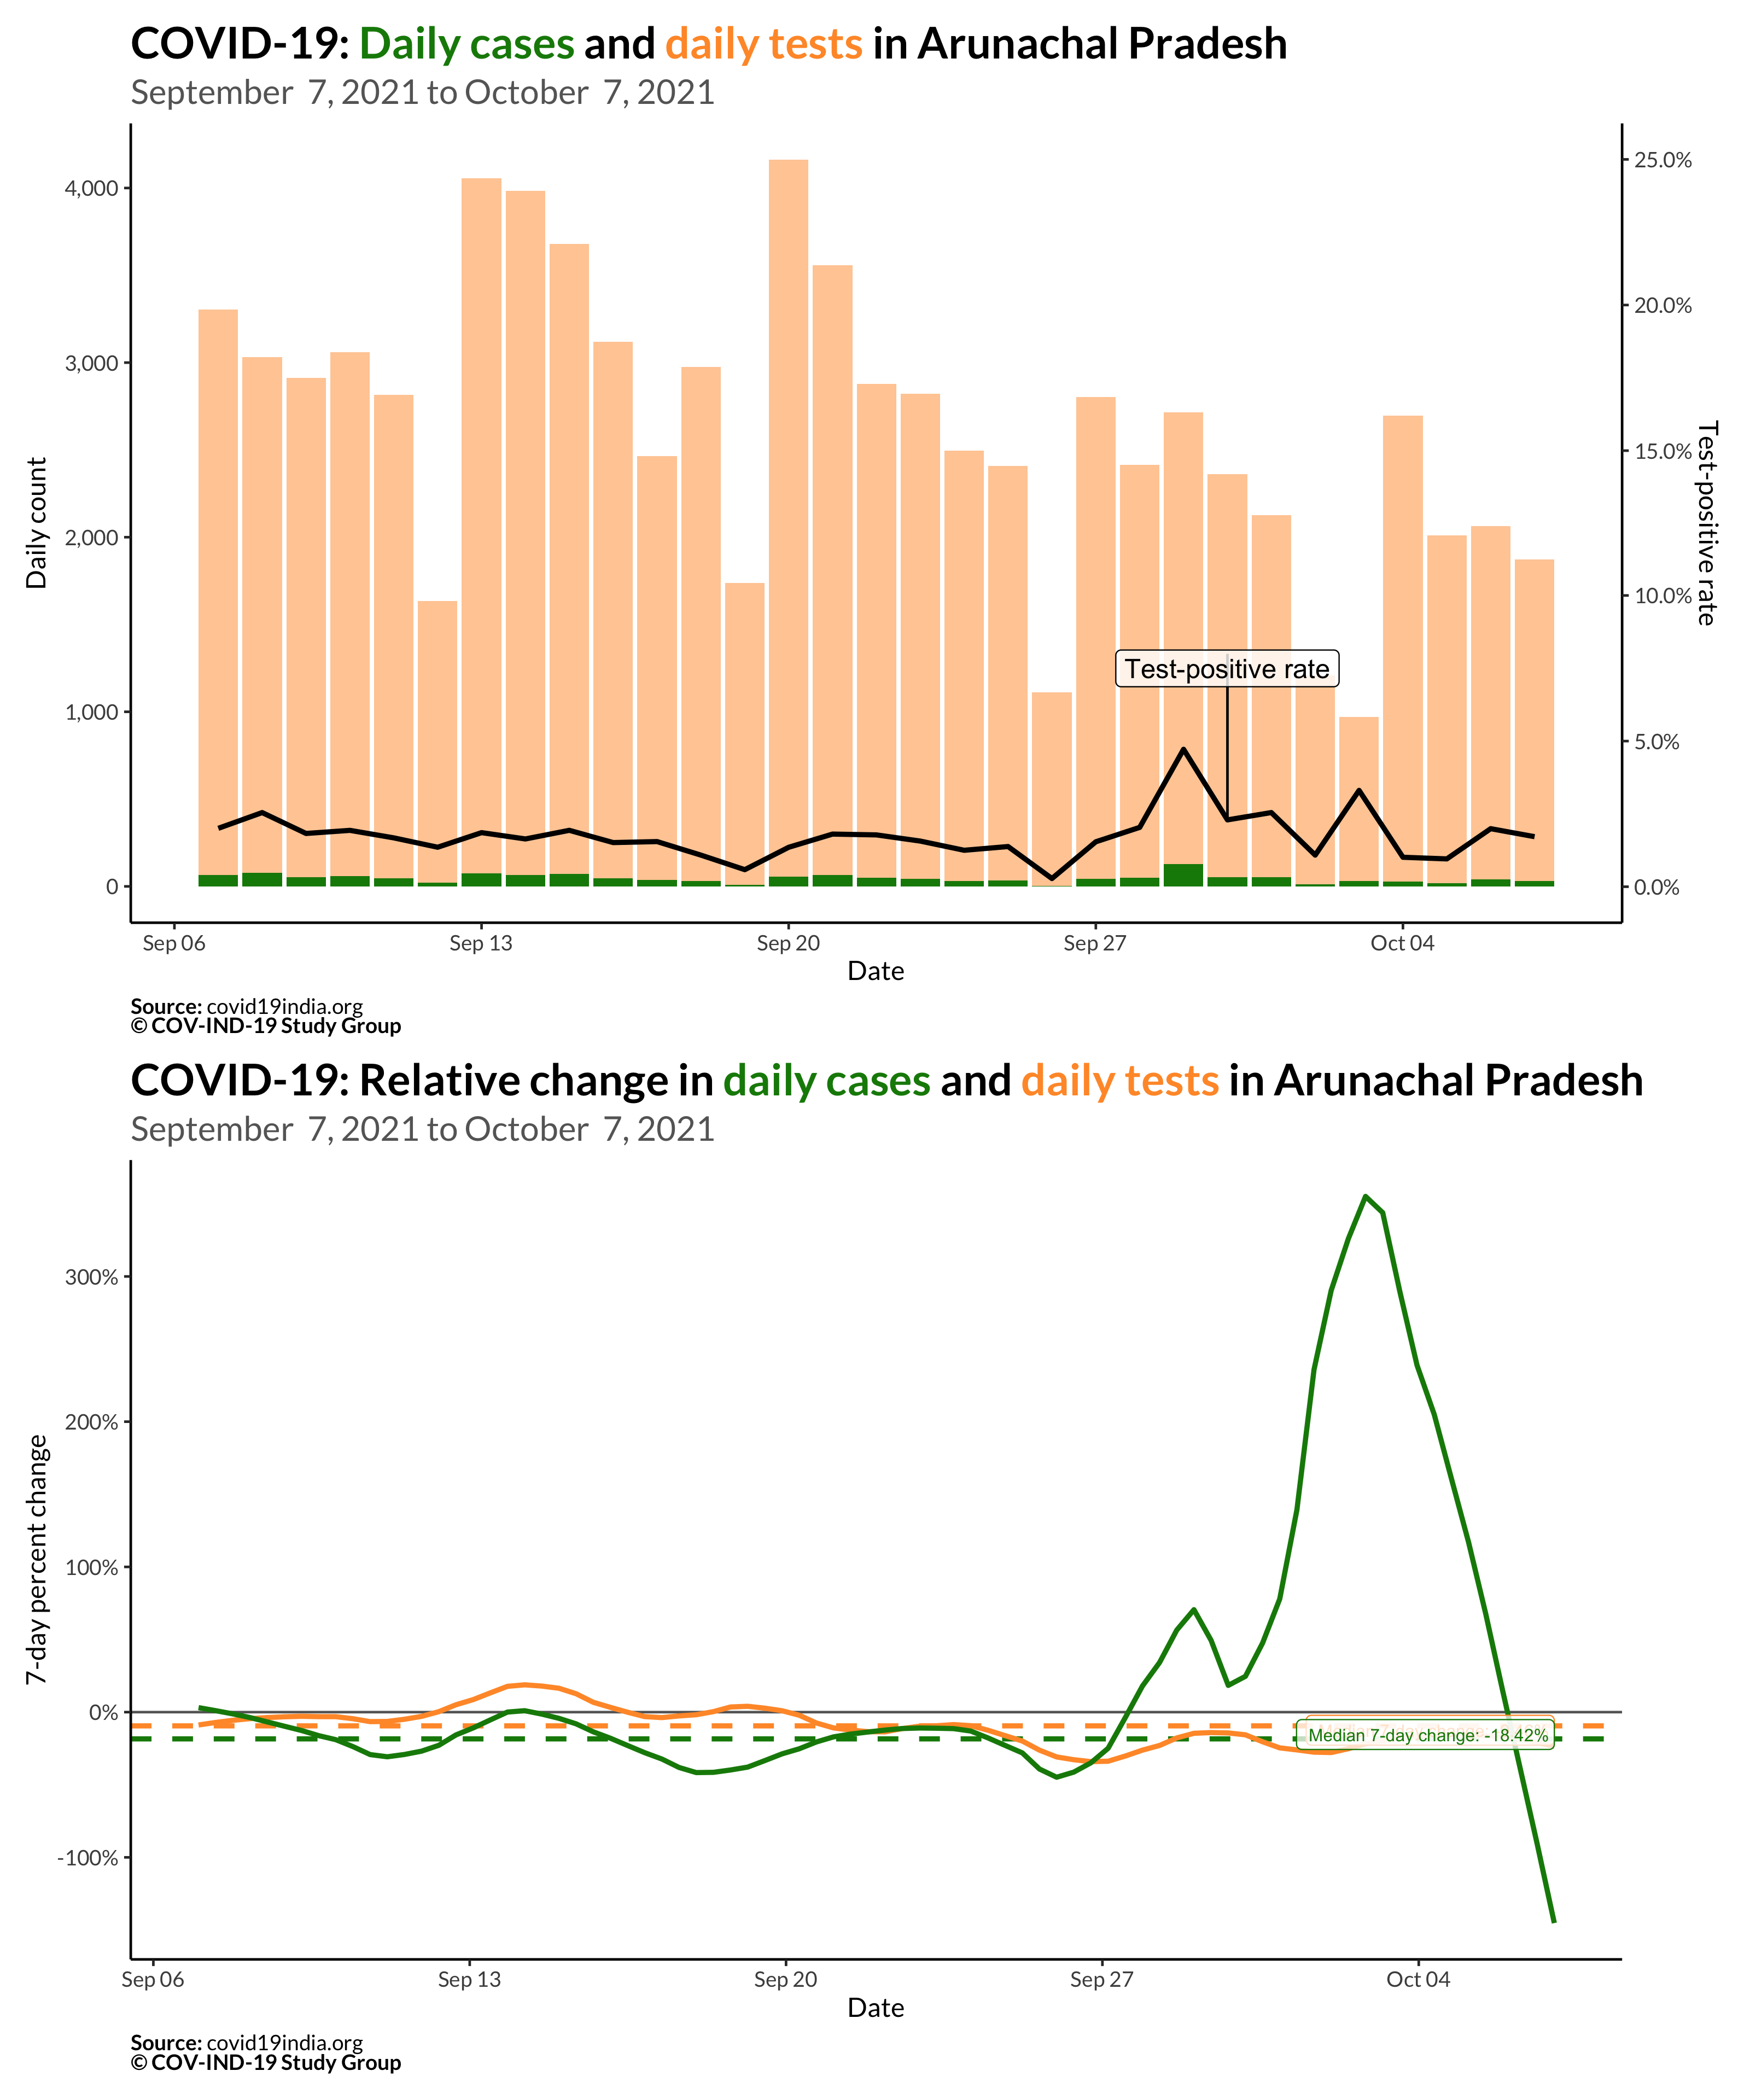 COVID-19: Daily cases and daily tests in Arunachal Pradesh
September 7, 2021 to October 7, 2021
4,000
3,000
2,000
1,000
0
Daily count
25.0%
20.0%
15.0%
10.0%
5.0%
0.0%
Test-positive rate
Test-positive rate
Sep 06 Sep 13 Sep 20 Sep 27 Oct 04
Date
Source: covid19india.org
© COV-IND-19 Study Group
COVID-19: Relative change in daily cases and daily tests in Arunachal Pradesh
September 7, 2021 to October 7, 2021
300%
200%
100%
0%
-100%
7-day percent change
Median 7-day change: -18.42%
Sep 06 Sep 13 Sep 20 Sep 27 Oct 04
Date
Source: covid19india.org
© COV-IND-19 Study Group